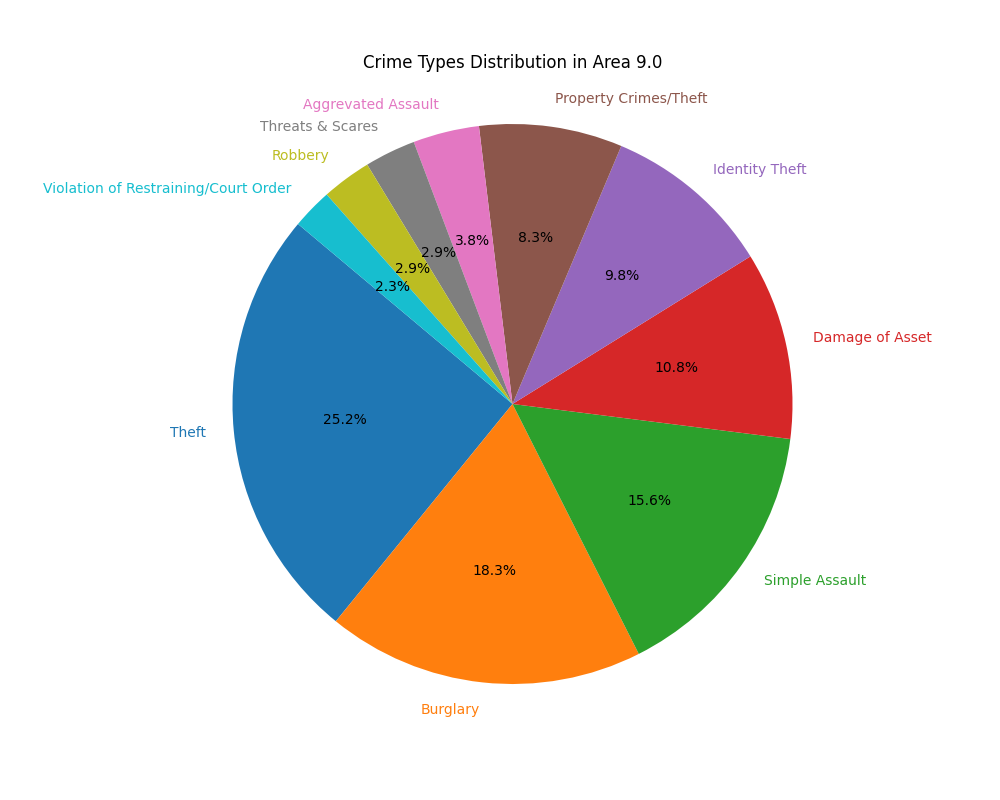 Crime Types Distribution in Area 9.0
Property Crimes/Theft
Aggrevated Assault
Threats & Scares
Robbery
Identity Theft
Violation of Restraining/Court Order
8.3%
3.8%
2.9%
2.9%
9.8%
2.3%
Damage of Asset
10.8%
25.2%
Theft
15.6%
18.3%
Simple Assault
Burglary